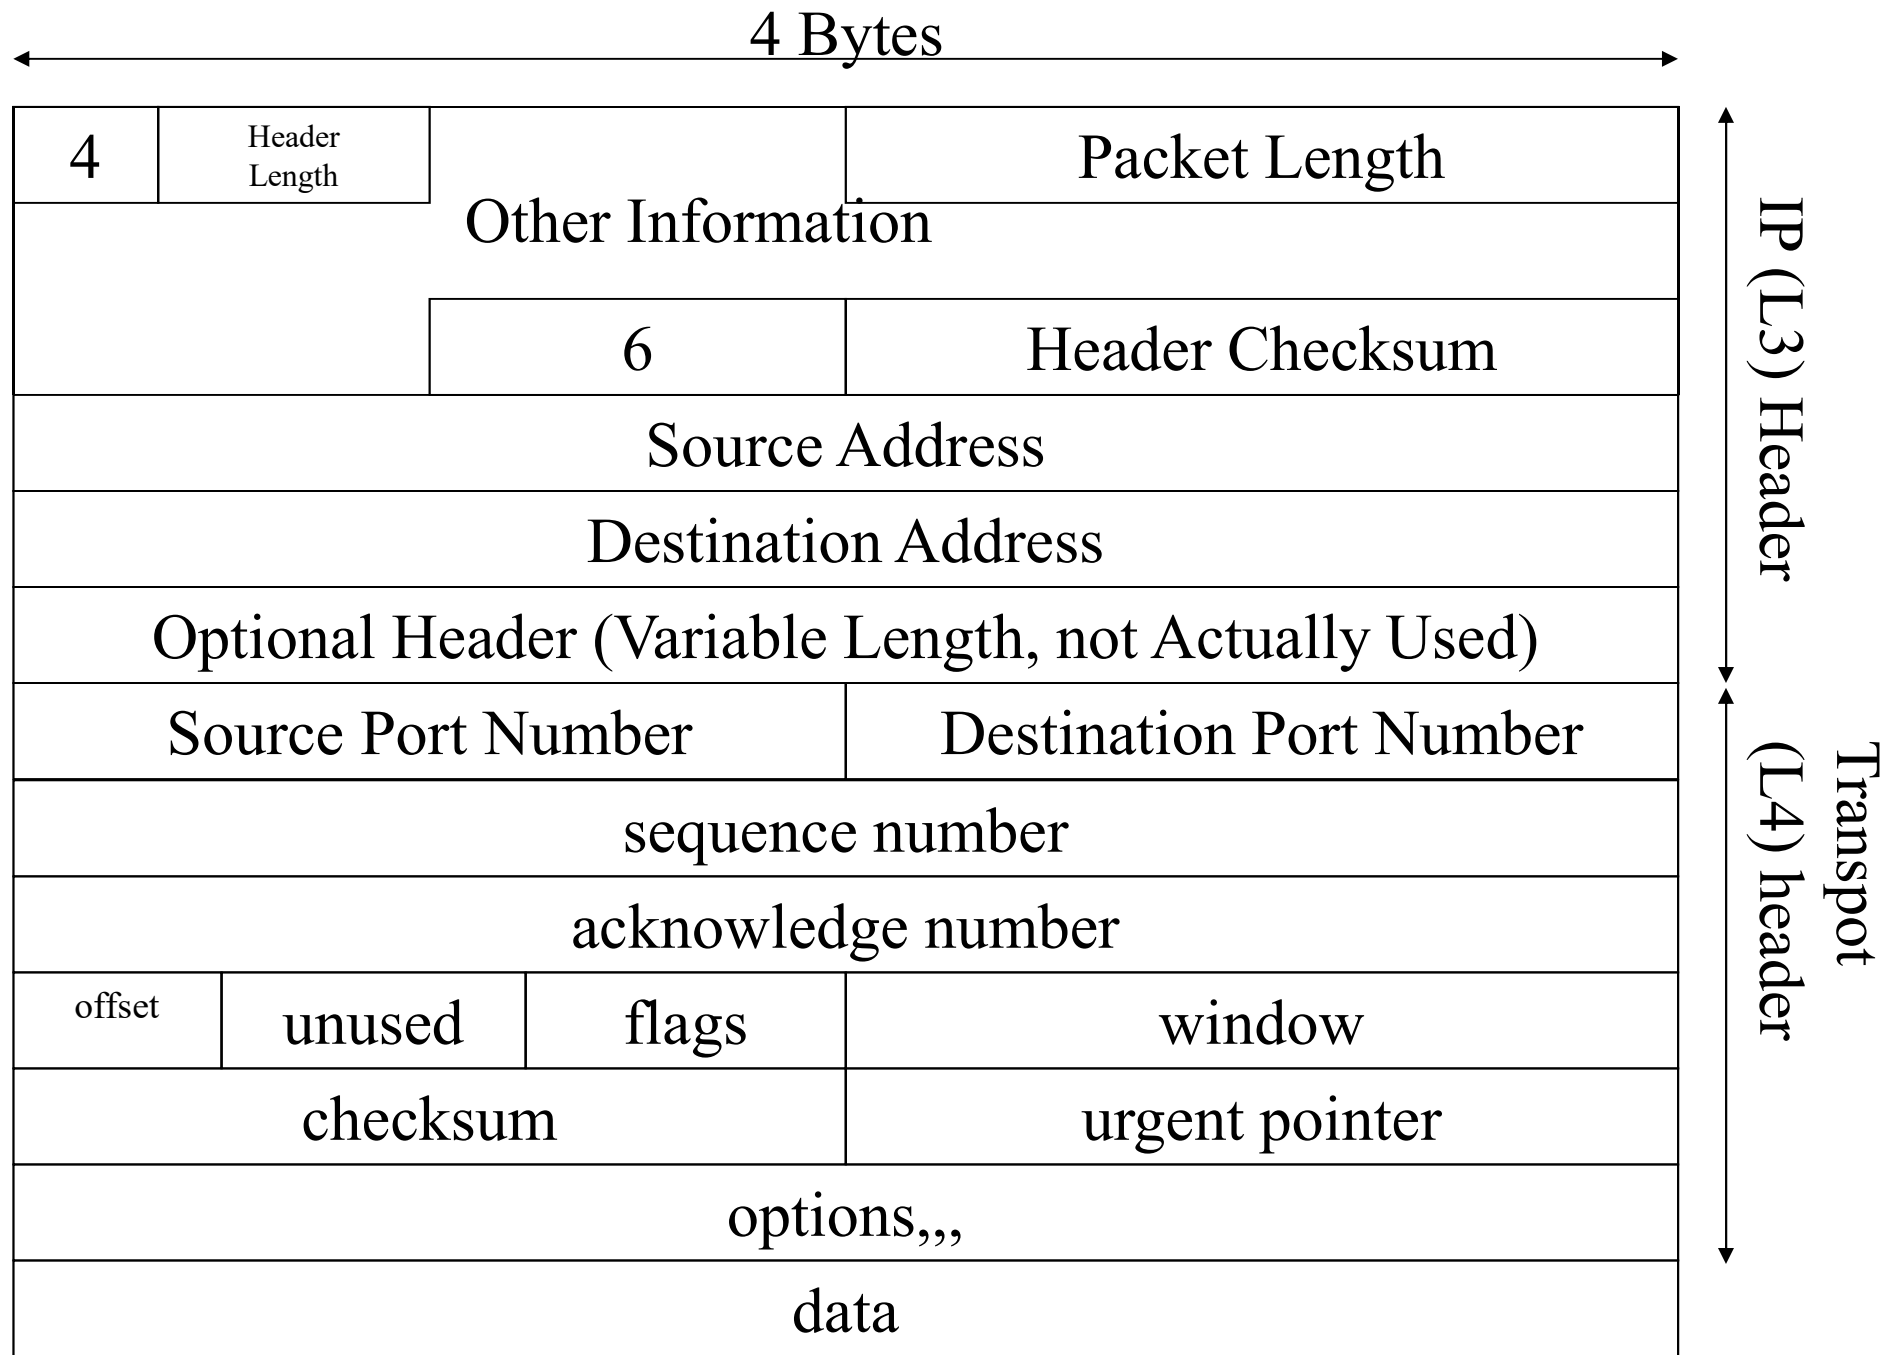 4 Bytes
4
Header
Length
Packet Length
Other Information
6
Header Checksum
Source Address
Destination Address
Optional Header (Variable Length, not Actually Used)
IP (L3) Header
Source Port Number
Destination Port Number
sequence number
acknowledge number
offset
unused
flags
window
checksum
urgent pointer
options,,,
Transpot
(L4) header
data